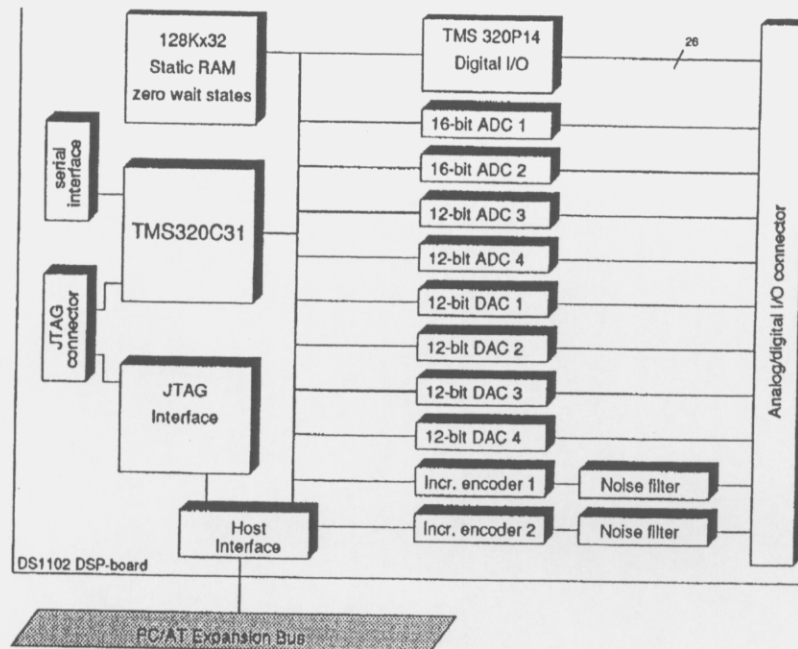 128Kx32
Static RAM
zero wait states
TMS 320P14
Digital I/O
26
16-bit ADC 1
serial
interface
16-bit ADC 2
TMS320C31
12-bit ADC 3
12-bit ADC 4
JTAG
connector
12-bit DAC 1
12-bit DAC 2
JTAG
Interface
12-bit DAC 3
12-bit DAC 4
Analog/digital I/O connector
Incr. encoder 1
Noise filter
Host
Interface
Incr. encoder 2
Noise filter
DS1102 DSP-board
PC/AT Expansion Bus